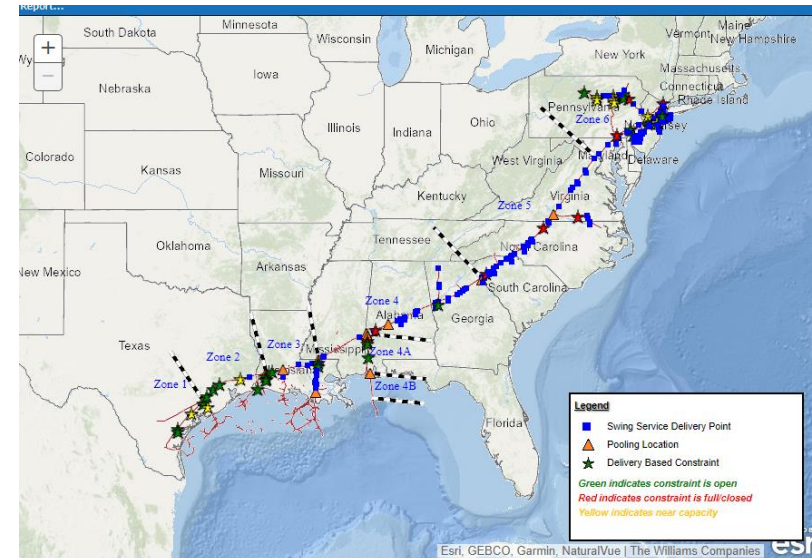 Report...
South Dakota
Minnesota
Wisconsin
Michigan
Vermont
Maine
New Hampshire
New York
Massachusetts
Connecticut
Rhode Island
Nebraska
Iowa
Pennsylvania
Zone 6
Illinois
Indiana
Ohio
Maryland
Delaware
Colorado
Kansas
Missouri
West Virginia
Kentucky
Virginia
Zone 5
Tennessee
North Carolina
Oklahoma
Arkansas
South Carolina
New Mexico
Zone 4
Alabama
Georgia
Texas
Zone 3
Mississippi
Zone 4A
Zone 2
Zone 1
Zone 4B
Florida
Legend
Swing Service Delivery Point
Pooling Location
Delivery Based Constraint
Green indicates constraint is open
Red indicates constraint is full/closed
Yellow indicates near capacity
Esri, GEBCO, Garmin, NaturalVue | The Williams Companies
esri